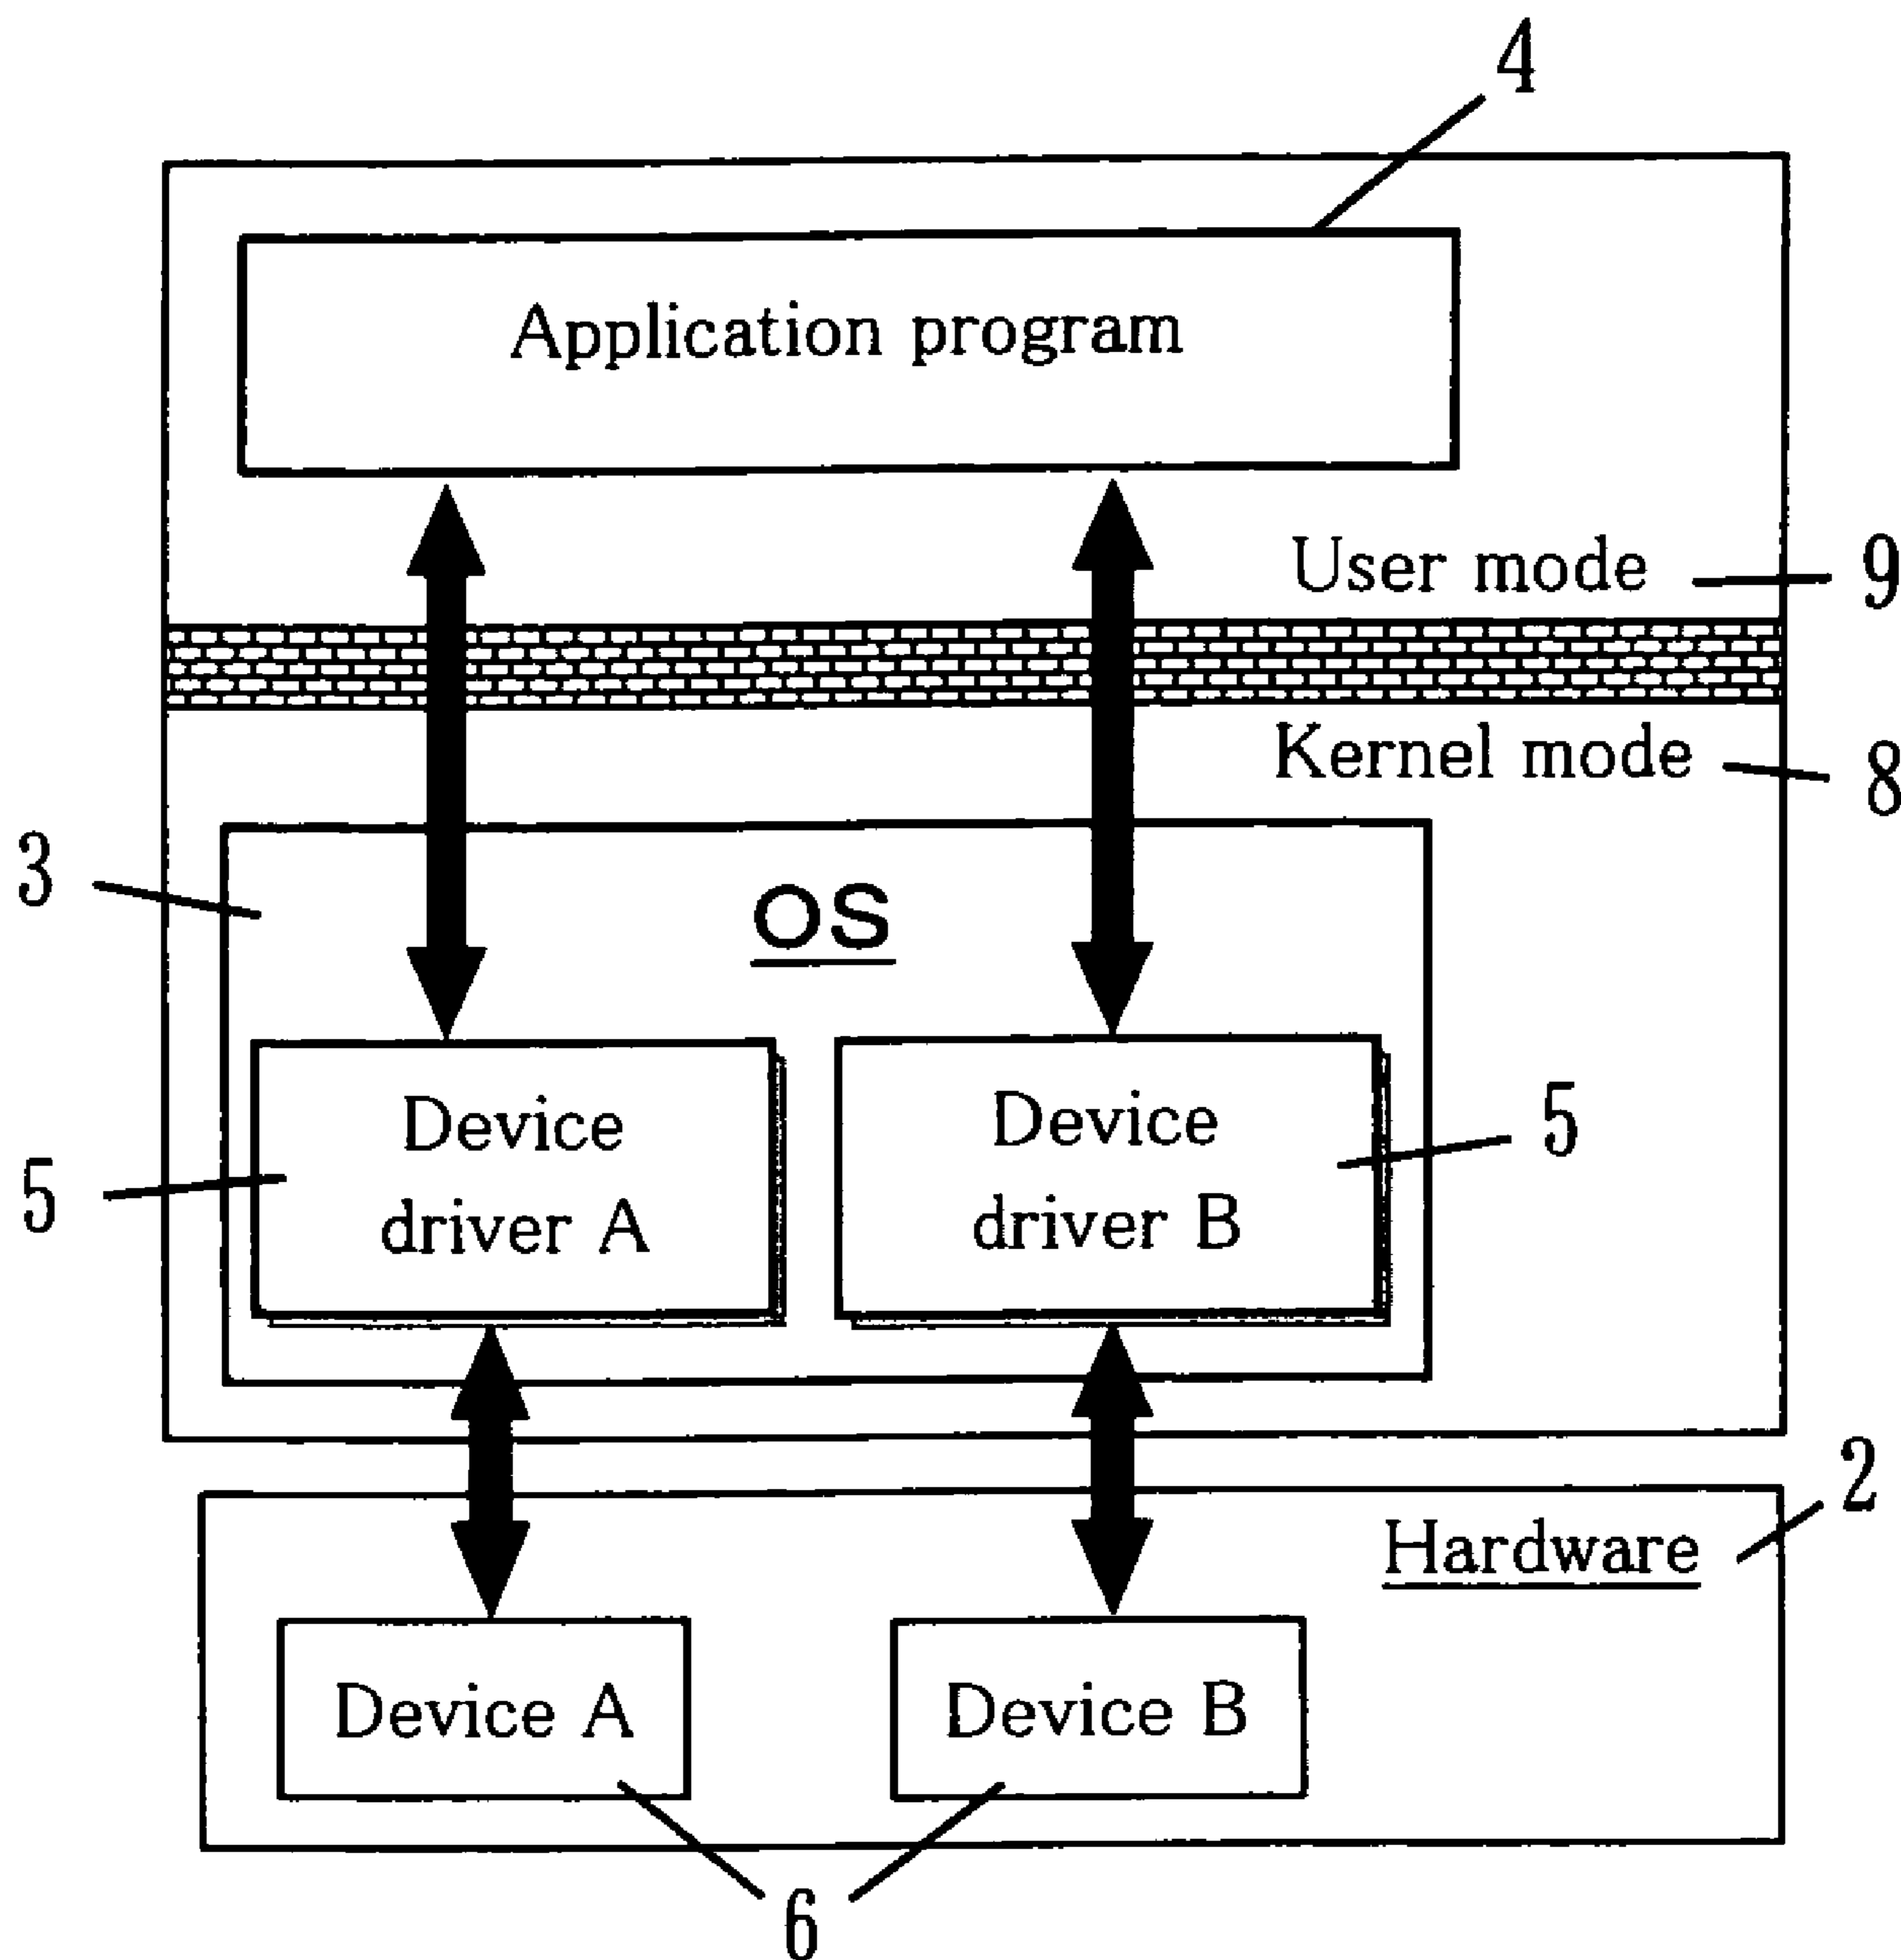 4
Application program
User mode
9
Kernel mode
8
3
OS
Device
driver A
Device
driver B
5
5
2
Hardware
Device A
Device B
6